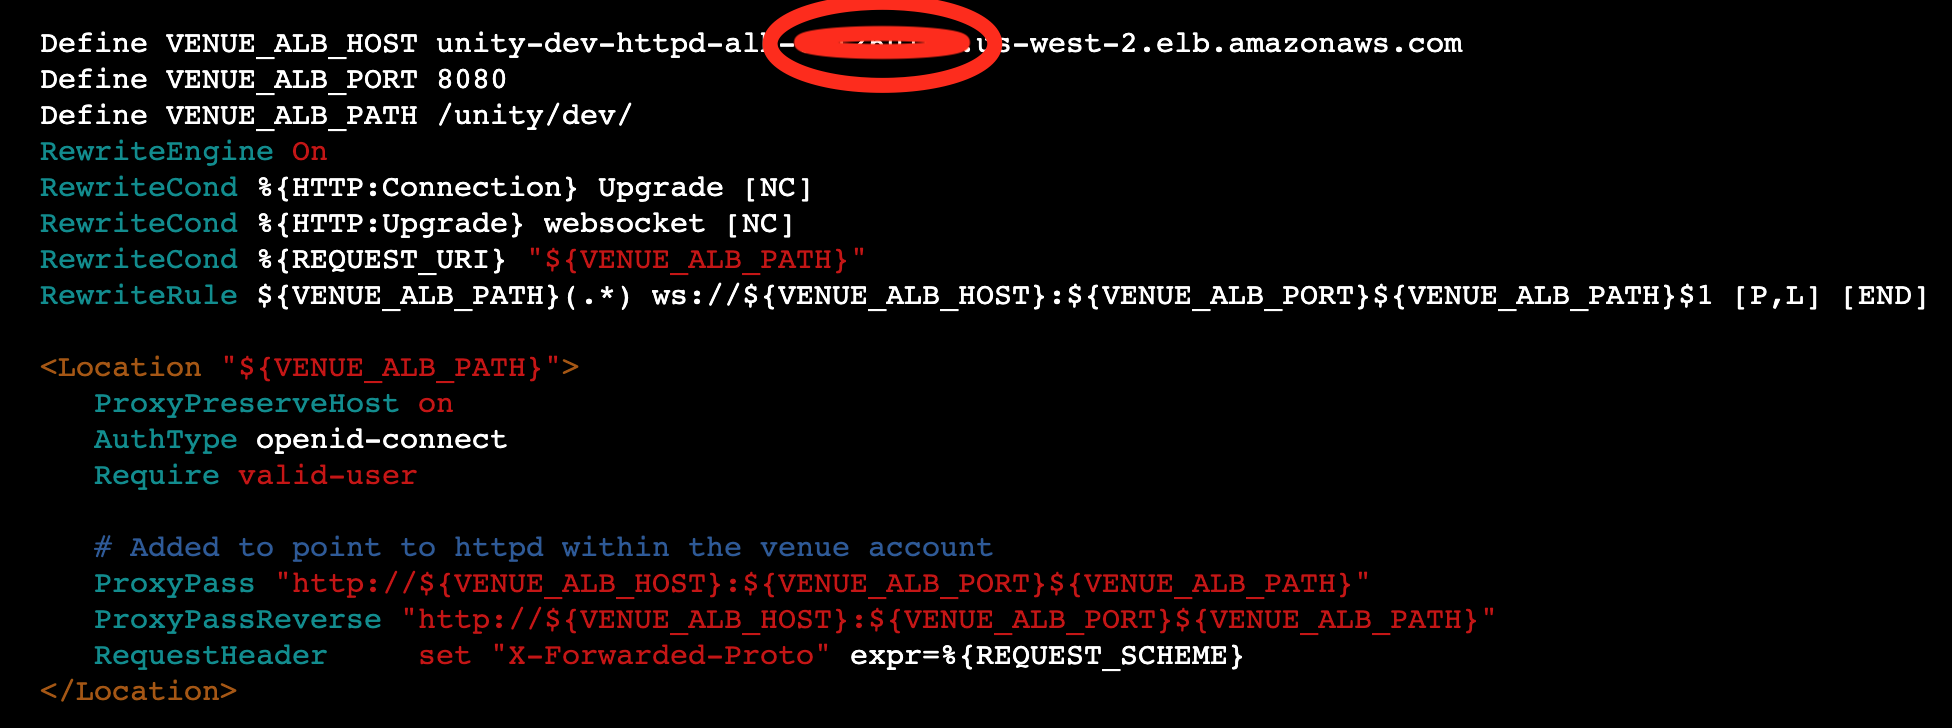 Define VENUE_ALB_HOST unity-dev-httpd-alb- .us-west-2.elb.amazonaws.com
Define VENUE_ALB_PORT 8080
Define VENUE_ALB_PATH /unity/dev/
RewriteEngine On
RewriteCond %{HTTP:Connection} Upgrade [NC]
RewriteCond %{HTTP:Upgrade} websocket [NC]
RewriteCond %{REQUEST_URI} "${VENUE_ALB_PATH}"
RewriteRule ${VENUE_ALB_PATH}(.*) ws://${VENUE_ALB_HOST}:${VENUE_ALB_PORT}${VENUE_ALB_PATH}$1 [P,L] [END]
<Location "${VENUE_ALB_PATH}">
ProxyPreserveHost on
AuthType openid-connect
Require valid-user
# Added to point to httpd within the venue account
ProxyPass "http://${VENUE_ALB_HOST}:${VENUE_ALB_PORT}${VENUE_ALB_PATH}"
ProxyPassReverse "http://${VENUE_ALB_HOST}:${VENUE_ALB_PORT}${VENUE_ALB_PATH}"
RequestHeader set "X-Forwarded-Proto" expr=%{REQUEST_SCHEME}
</Location>